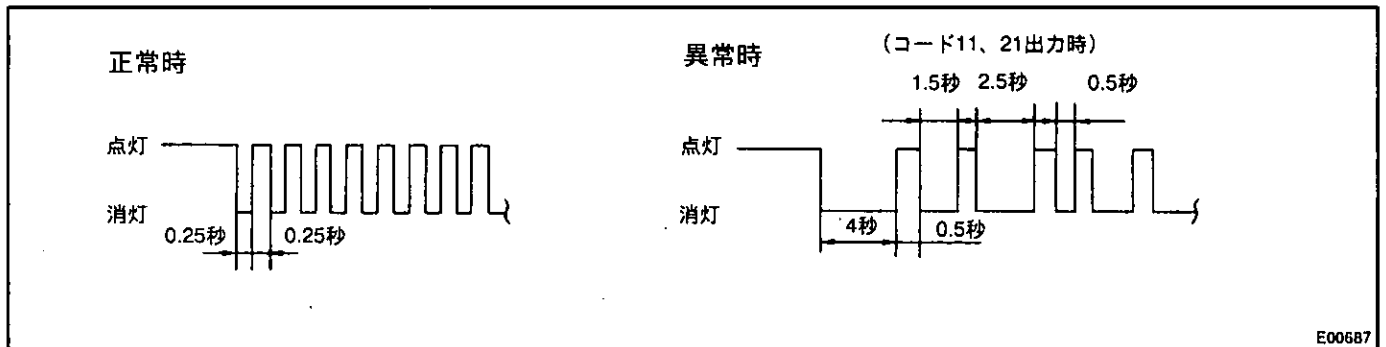 正常時
点灯
消灯
0.25秒
0.25秒
異常時
（コード11、21出力時）
1.5秒
2.5秒
0.5秒
点灯
消灯
4秒
0.5秒
E00687